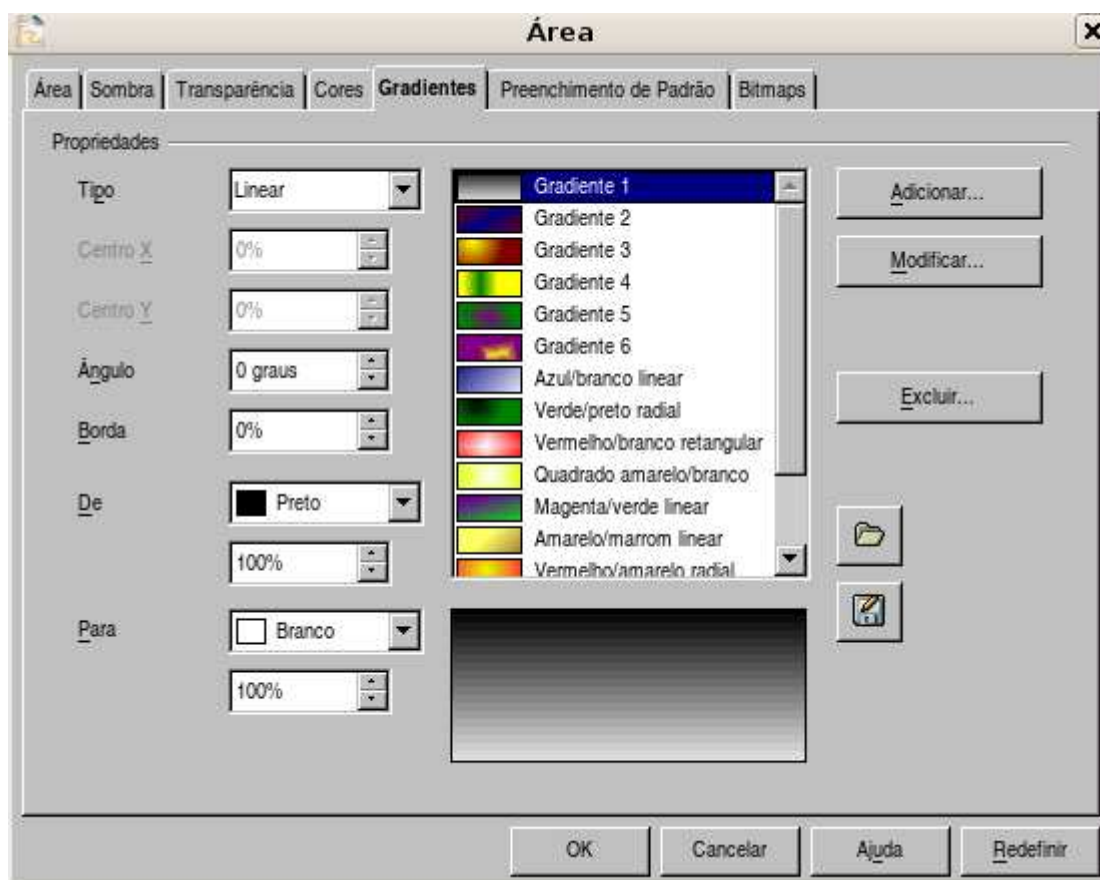 Área
Área Sombra Transparência Cores Gradientes Preenchimento de Padrão Bitmaps
Propriedades
Tipo
Linear
Centro X
0%
Centro Y
0%
Ângulo
0 graus
Borda
0%
De
Preto
100%
Para
Branco
100%
Gradiente 1
Gradiente 2
Gradiente 3
Gradiente 4
Gradiente 5
Gradiente 6
Azul/branco linear
Verde/preto radial
Vermelho/branco retangular
Quadrado amarelo/branco
Magenta/verde linear
Amarelo/marrom linear
Vermelho/amarelo radial
Adicionar...
Modificar...
Excluir...
OK Cancelar Ajuda Redefinir